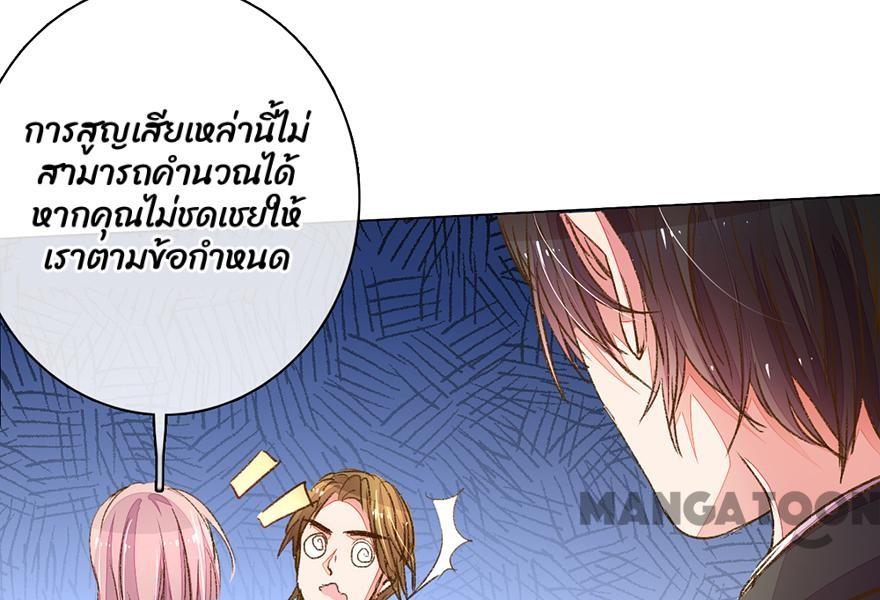 การสูญเสียเหล่านี้ไม่
สามารถคำนวณได้
หากคุณไม่ชดเชยให้
เราตามข้อกำหนด
MANGATOON